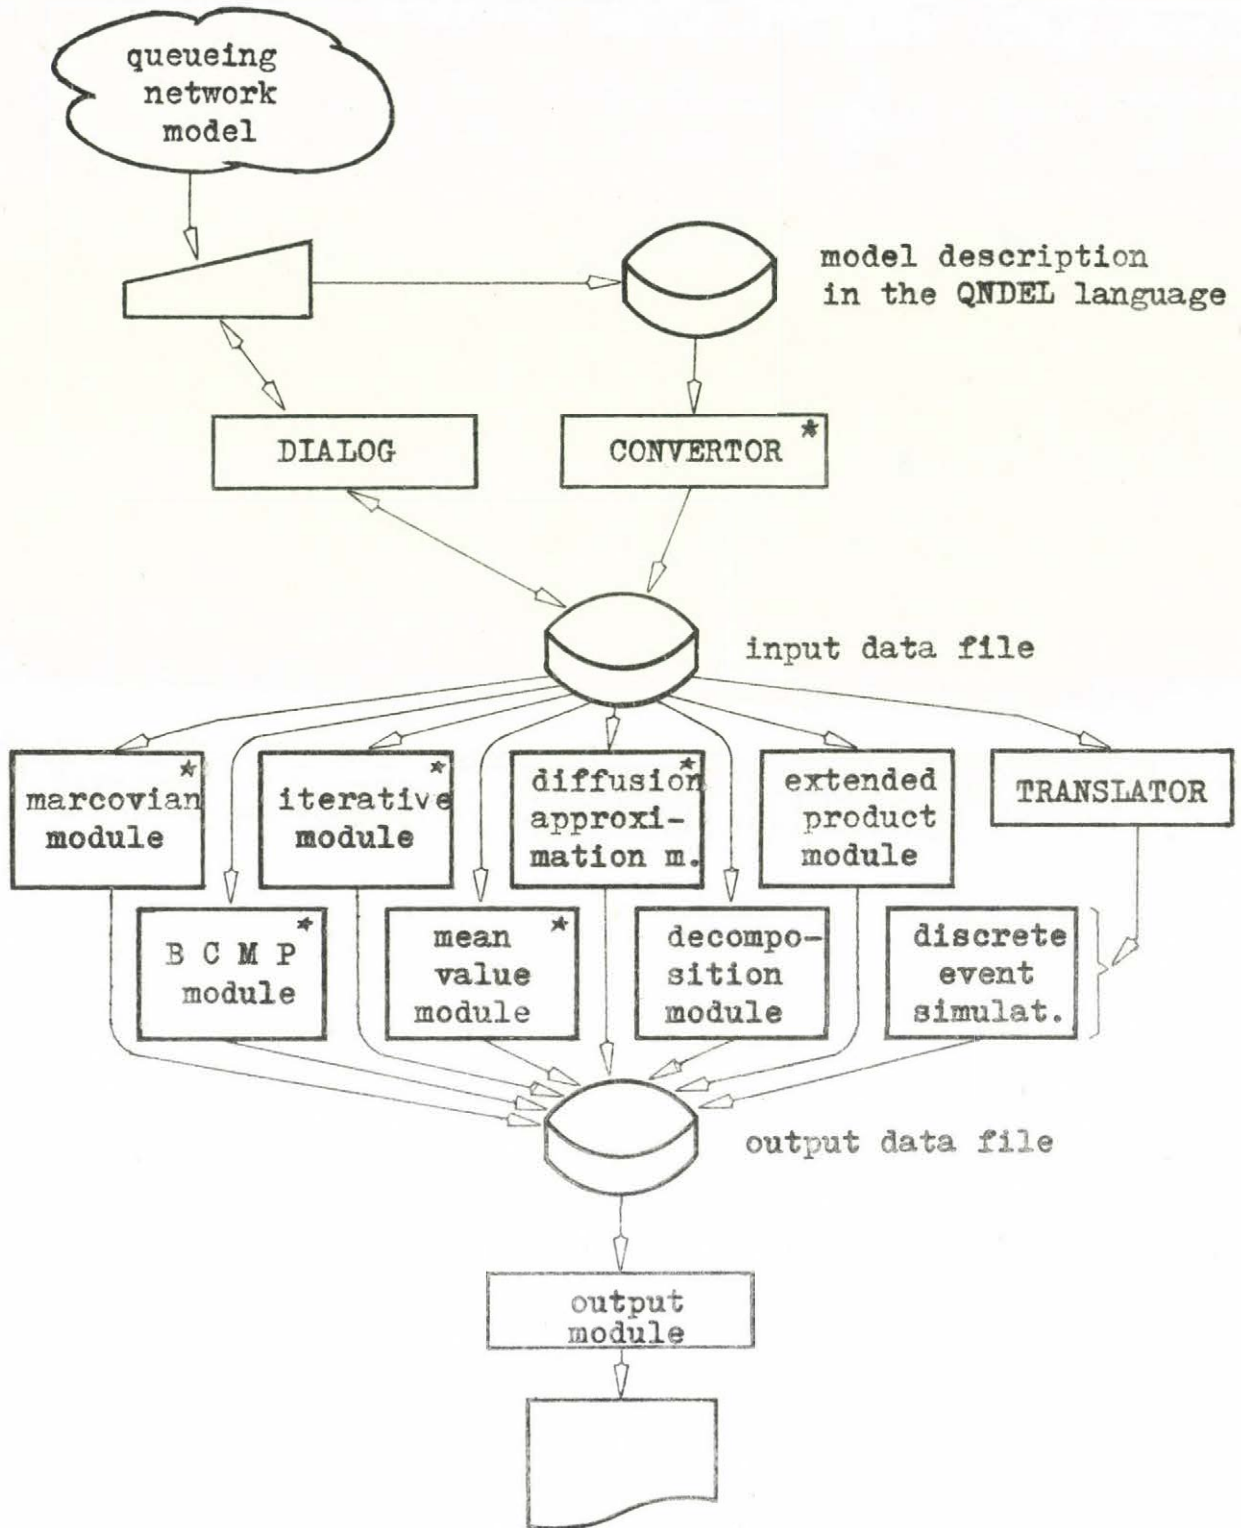 queueing
network
model
model description
in the QNDEL language
DIALOG
CONVERTOR *
input data file
marcovian *
module
iterative *
module
diffusion *
approxi-
mation m.
extended
product
module
TRANSLATOR
B C M P *
module
mean *
value
module
decompo-
sition
module
discrete
event
simulat.
output data file
output
module